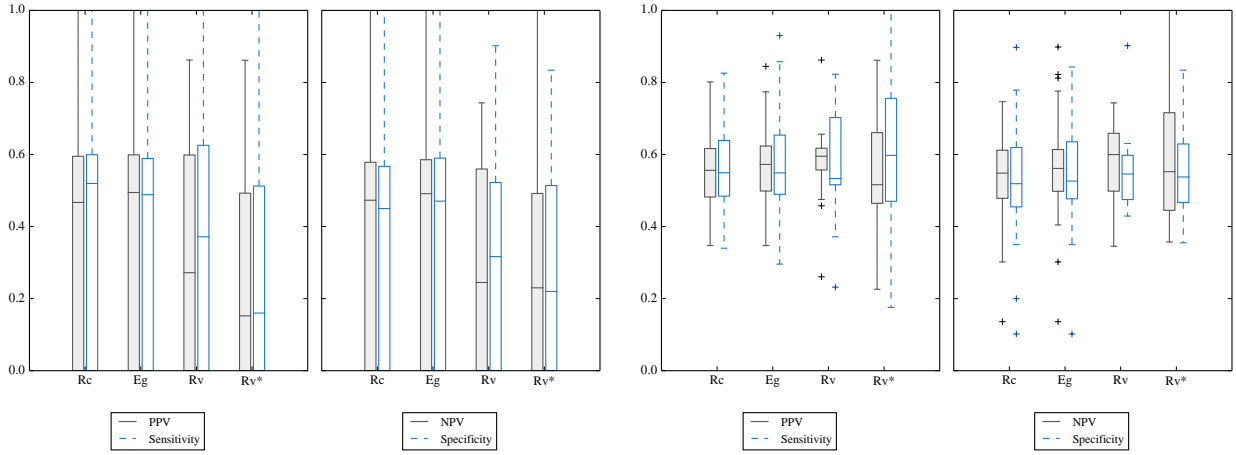 1.0
0.8
0.6
0.4
0.2
0.0
Rc Eg Rv Rv*
Rc Eg Rv Rv*
1.0
0.8
0.6
0.4
0.2
0.0
Rc Eg Rv Rv*
Rc Eg Rv Rv*
PPV
Sensitivity
NPV
Specificity
PPV
Sensitivity
NPV
Specificity